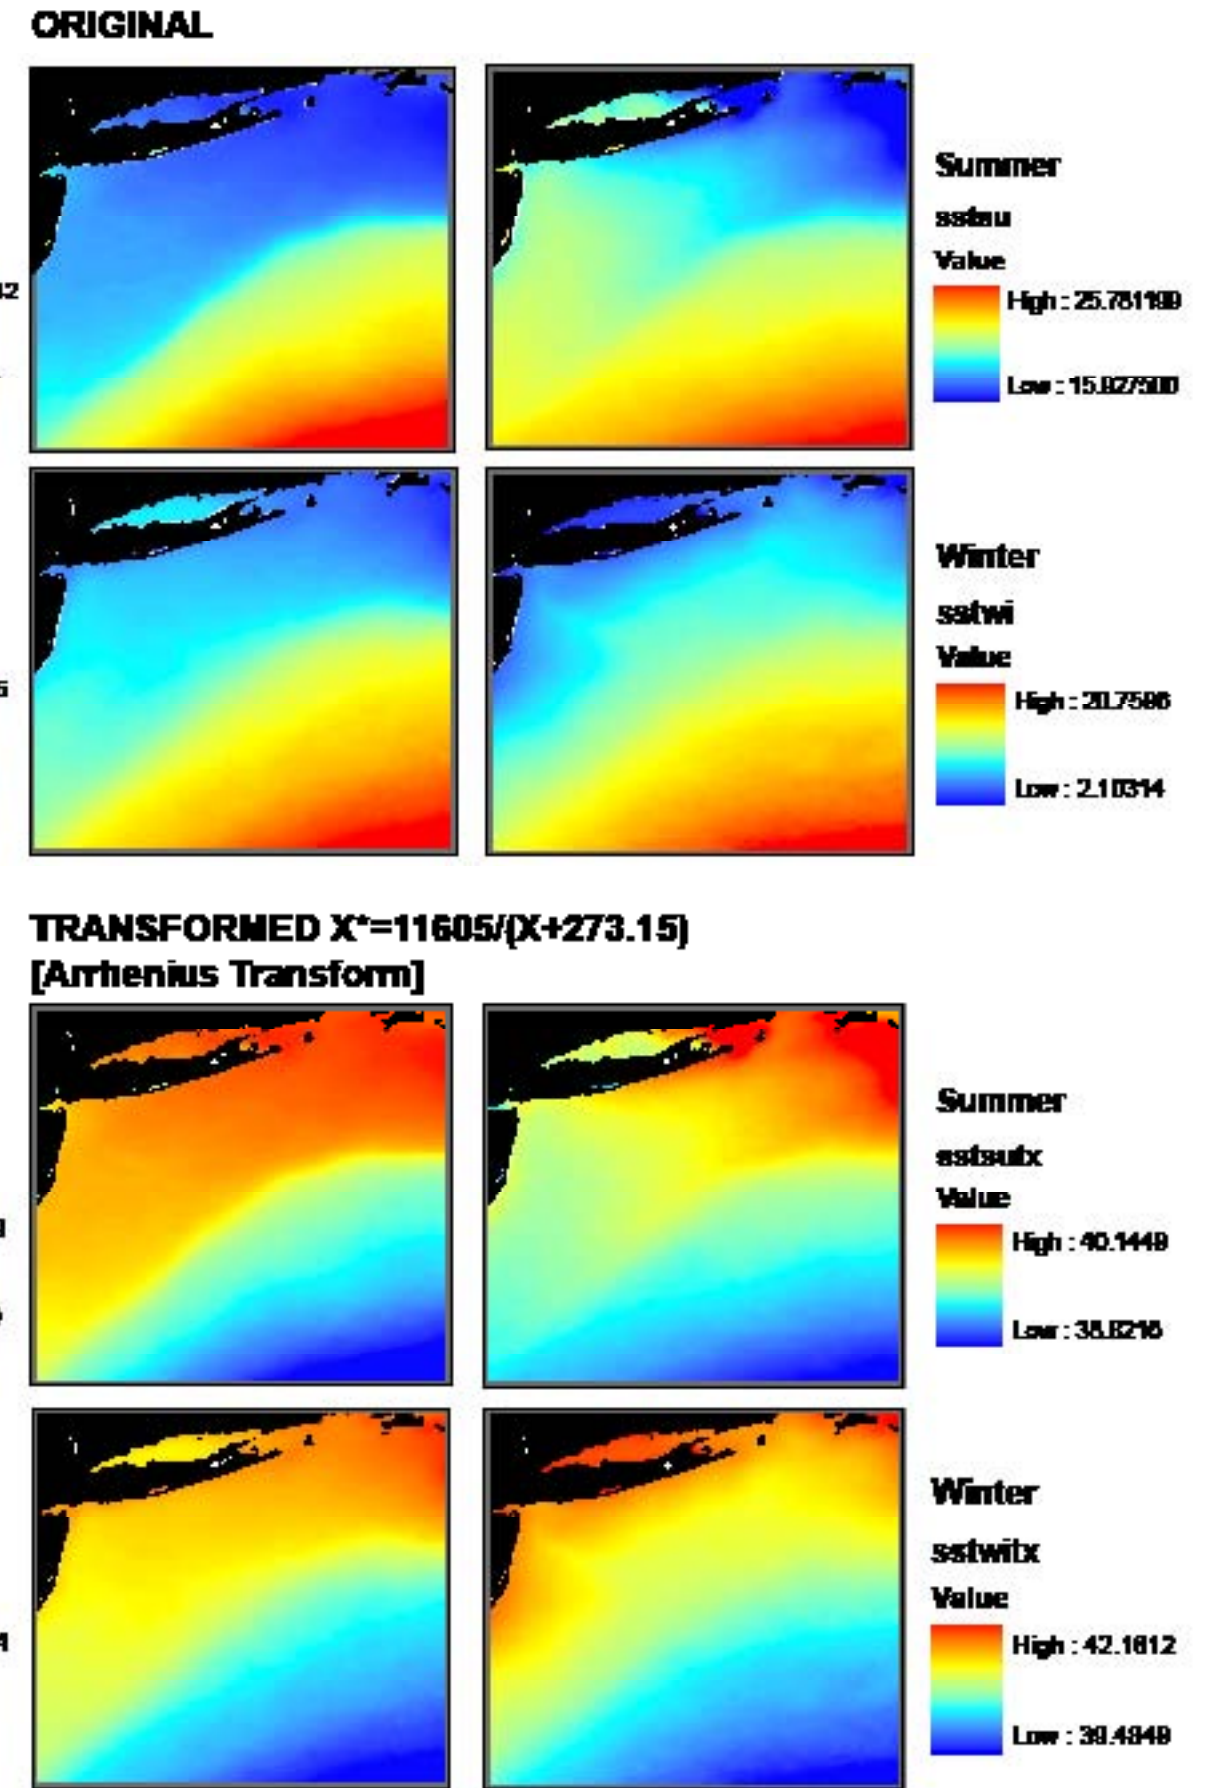 ORIGINAL
Summer
sstsu
Value
High : 25.781199
Low : 15.927500
Winter
sstwi
Value
High : 20.7596
Low : 2.10314
TRANSFORMED X*=11605/(X+273.15)
[Arrhenius Transform]
Summer
sstsutx
Value
High : 40.1449
Low : 38.8216
Winter
sstwitx
Value
High : 42.1612
Low : 39.4849